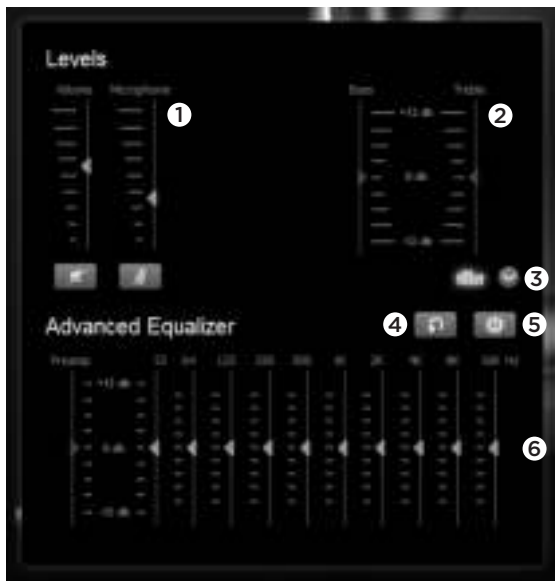 Levels
Volume Microphone
1
Bass Treble
+12 dB
2
0 dB
-12 dB
3
Advanced Equalizer
4
5
Preamp 32 64 125 250 500 1K 2K 4K 8K 16K Hz
+12 dB
0 dB
6
-12 dB